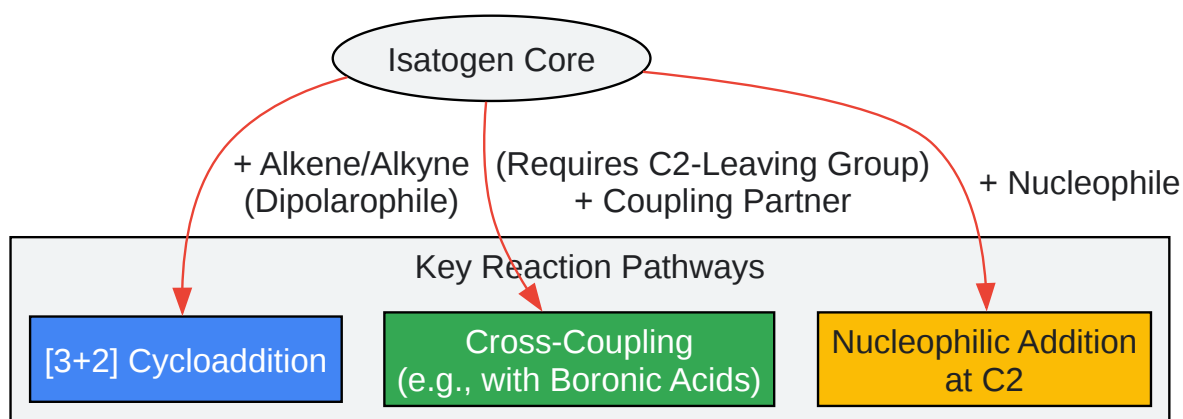 Isatogen Core
+ Alkene/Alkyne
(Dipolarophile)
(Requires C2-Leaving Group)
+ Coupling Partner
+ Nucleophile
Key Reaction Pathways
[3+2] Cycloaddition
Cross-Coupling
(e.g., with Boronic Acids)
Nucleophilic Addition
at C2